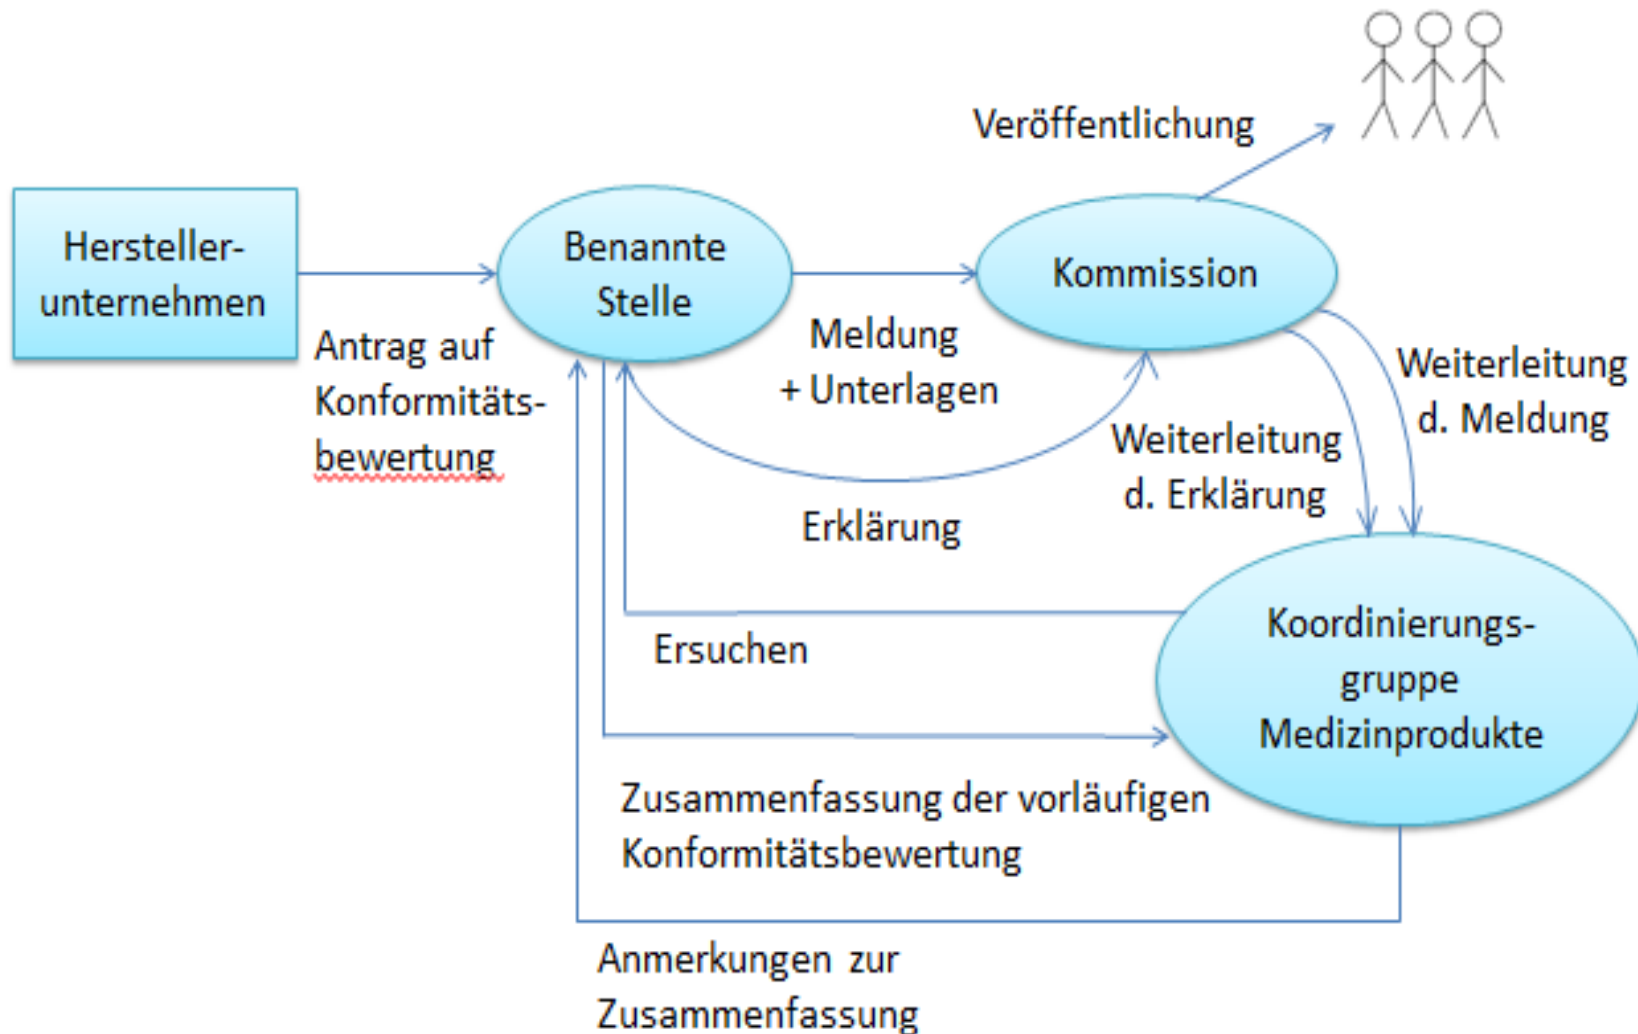 Veröffentlichung
Hersteller-
unternehmen
Benannte
Stelle
Kommission
Antrag auf
Konformitäts-
bewertung
Meldung
+ Unterlagen
Weiterleitung
d. Meldung
Weiterleitung
d. Erklärung
Erklärung
Ersuchen
Koordinierungs-
gruppe
Medizinprodukte
Zusammenfassung der vorläufigen
Konformitätsbewertung
Anmerkungen zur
Zusammenfassung